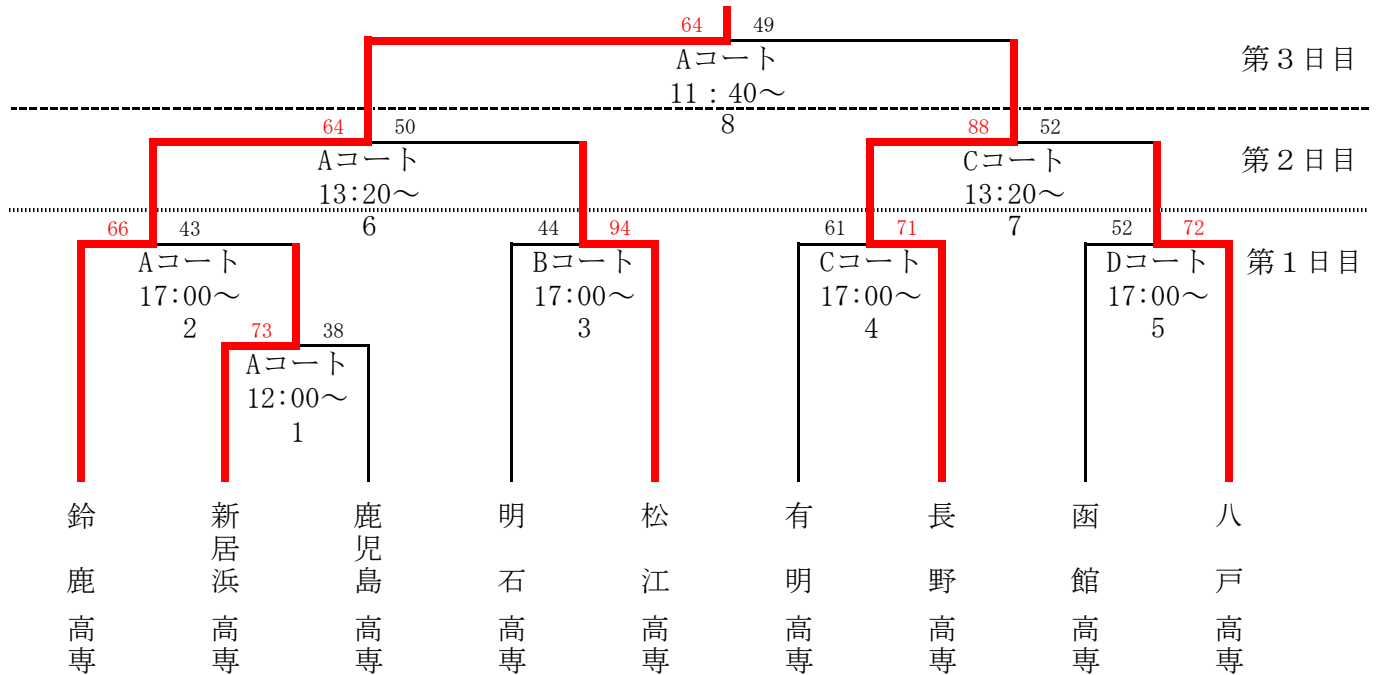 64 49
Aコート
11：40～
8
第３日目
64 50
Aコート
13:20～
6
88 52
Cコート
13:20～
7
第２日目
66 43
Aコート
17:00～
2
44 94
Bコート
17:00～
3
61 71
Cコート
17:00～
4
52 72
Dコート
17:00～
5
第１日目
73 38
Aコート
12:00～
1
鈴鹿高専
新居浜高専
鹿児島高専
明石高専
松江高専
有明高専
長野高専
函館高専
八戸高専